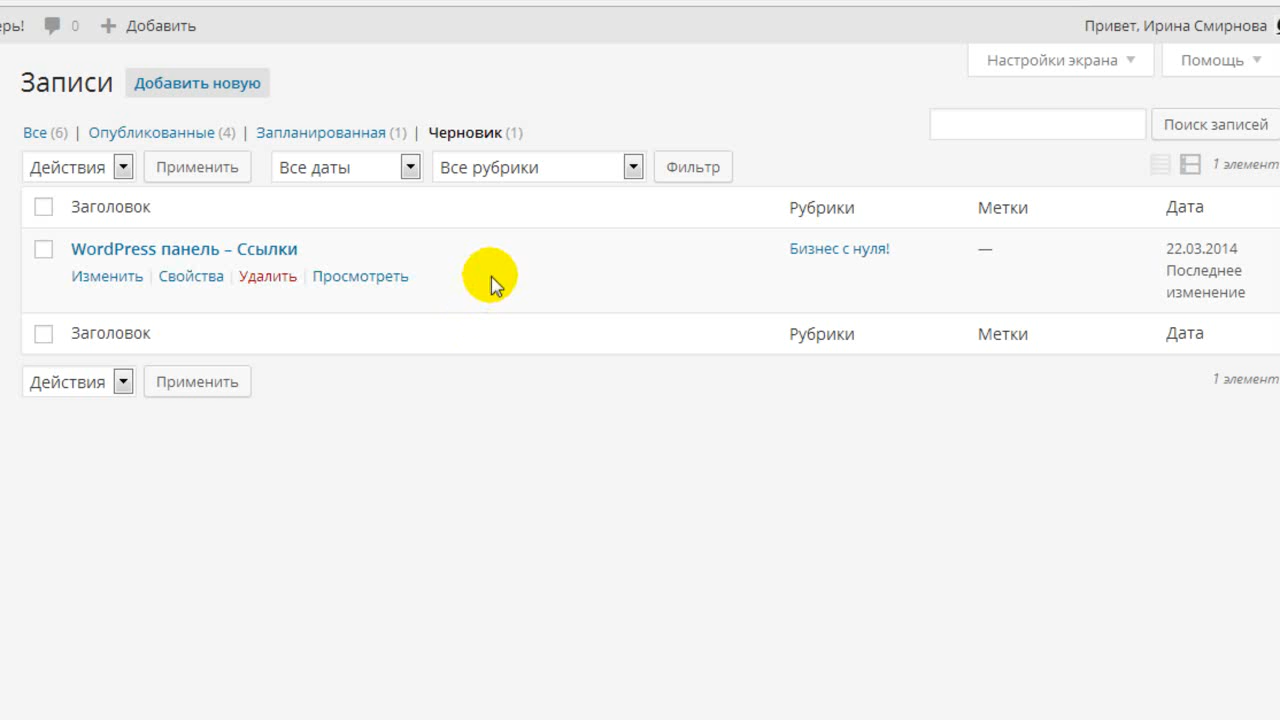 ерь! 0 Добавить Привет, Ирина Смирнова
Настройки экрана Помощь
Записи Добавить новую
Все (6) | Опубликованные (4) | Запланированная (1) | Черновик (1) Поиск записей
Действия Применить Все даты Все рубрики Фильтр 1 элемент
Заголовок Рубрики Метки Дата
WordPress панель – Ссылки Бизнес с нуля! — 22.03.2014
Последнее
изменение
Изменить | Свойства | Удалить | Просмотреть
Заголовок Рубрики Метки Дата
Действия Применить 1 элемент